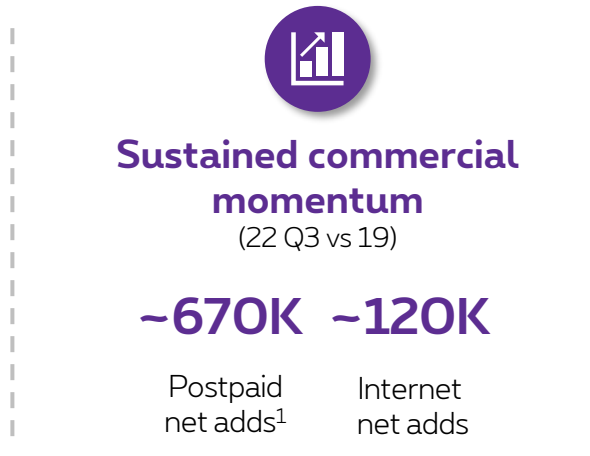 Sustained commercial
momentum
(22 Q3 vs 19)
~670K ~120K
Postpaid
net adds¹
Internet
net adds